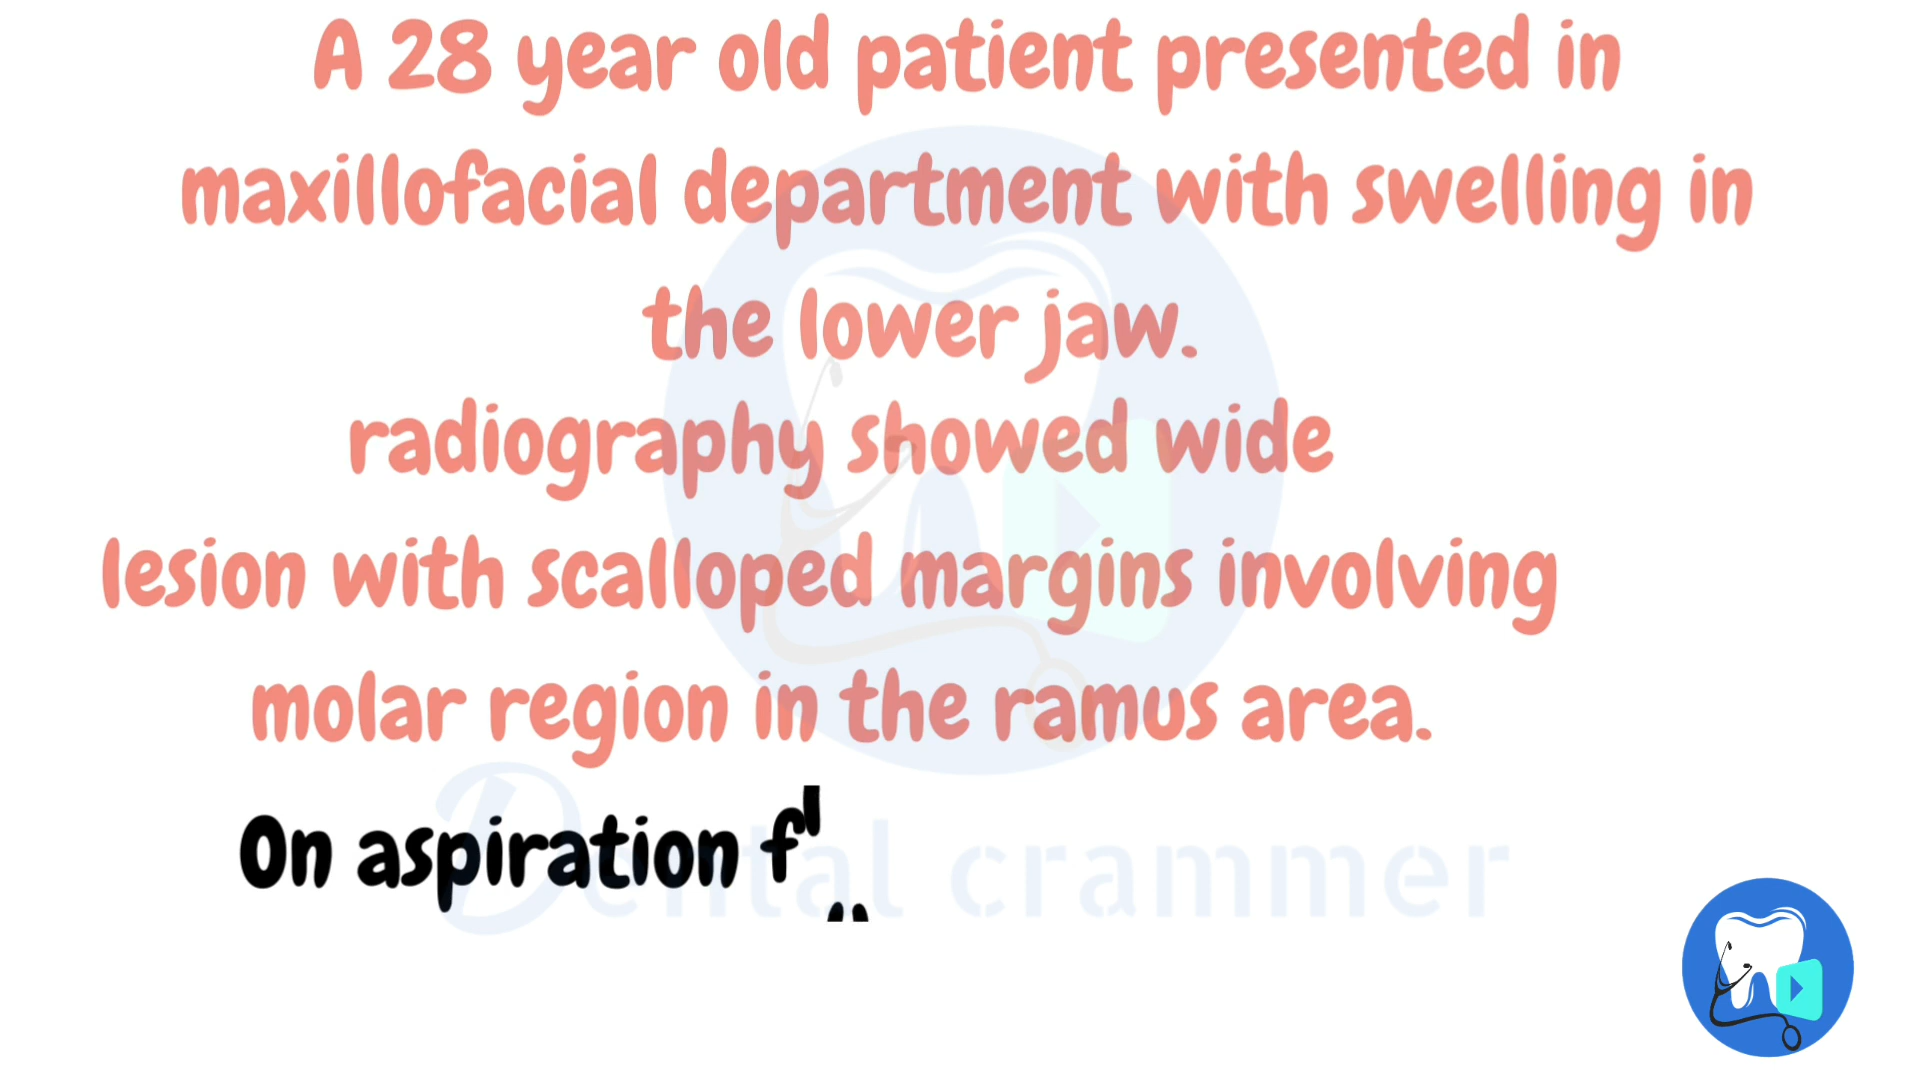 A 28 year old patient presented in
maxillofacial department with swelling in
the lower jaw.
radiography showed wide
lesion with scalloped margins involving
molar region in the ramus area.
On aspiration
Dental crammer